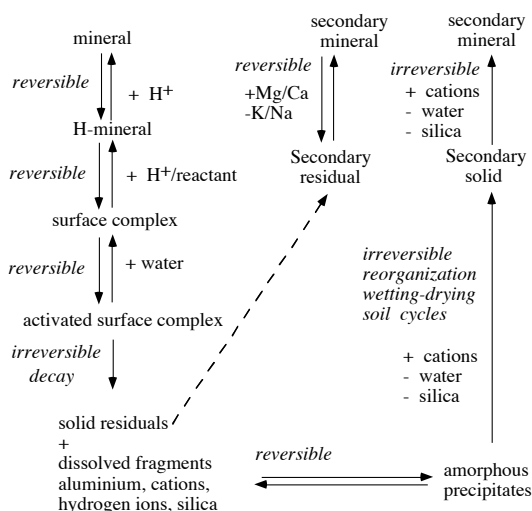 mineral
reversible
+ H+
H-mineral
reversible
+ H+/reactant
surface complex
reversible
+ water
activated surface complex
irreversible
decay
solid residuals
+
dissolved fragments
aluminium, cations,
hydrogen ions, silica
reversible
amorphous
precipitates
secondary
mineral
reversible
+Mg/Ca
-K/Na
Secondary
residual
secondary
mineral
irreversible
+ cations
- water
- silica
Secondary
solid
irreversible
reorganization
wetting-drying
soil cycles
+ cations
- water
- silica